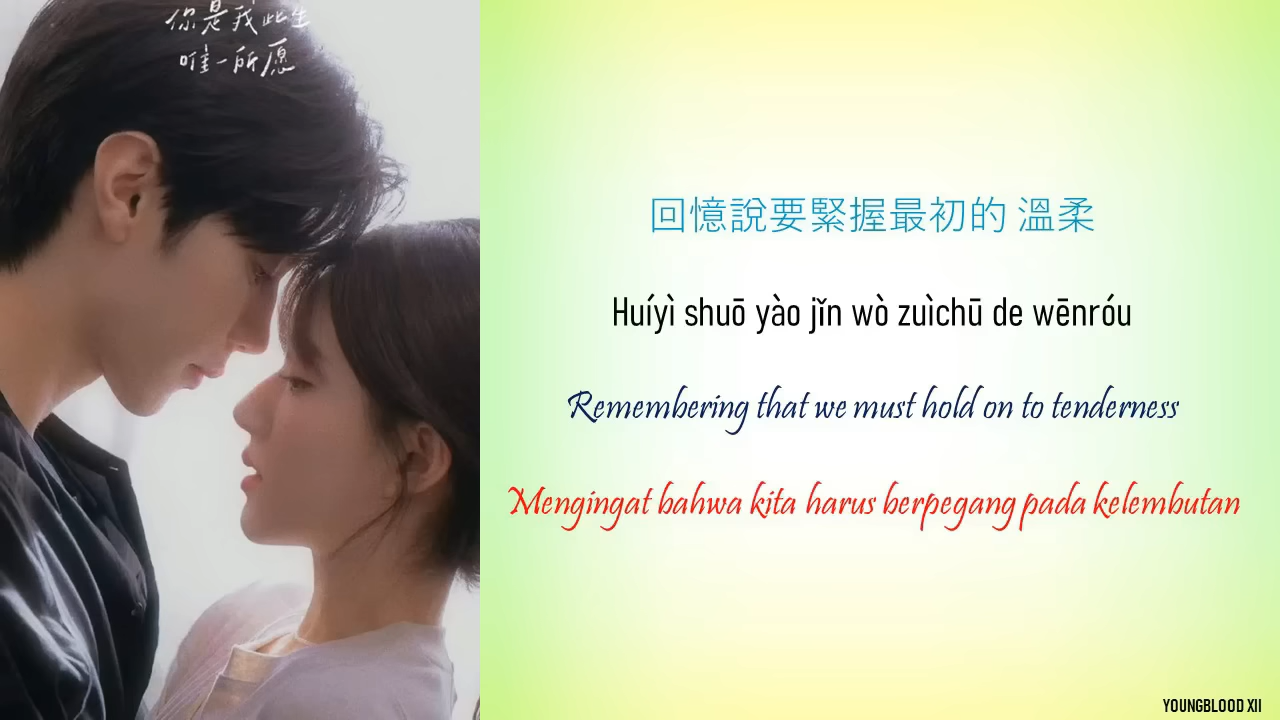 你是我此生
唯一所愿
回憶說要緊握最初的 溫柔
Huíyì shuō yào jǐn wò zuìchū de wēnróu
Remembering that we must hold on to tenderness
Mengingat bahwa kita harus berpegang pada kelembutan
YOUNGBLOOD XII